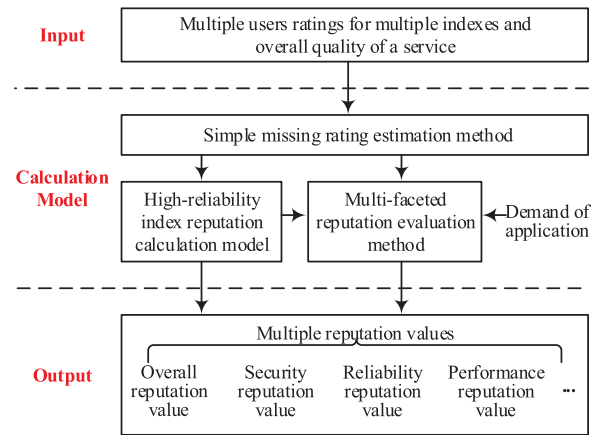 Input
Multiple users ratings for multiple indexes and
overall quality of a service
Simple missing rating estimation method
Calculation
Model
High-reliability
index reputation
calculation model
Multi-faceted
reputation evaluation
method
Demand of
application
Output
Multiple reputation values
Overall
reputation
value
Security
reputation
value
Reliability
reputation
value
Performance
reputation
value
...